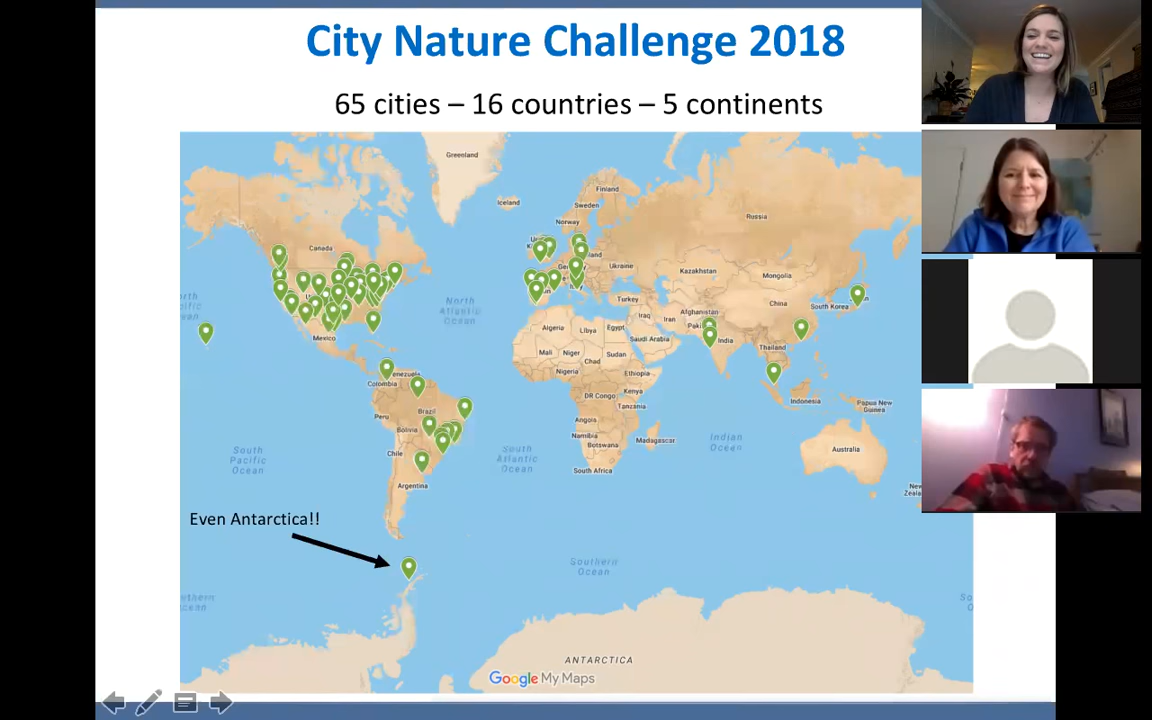 City Nature Challenge 2018
65 cities – 16 countries – 5 continents
Greenland
Iceland
Finland
Sweden
Norway
Russia
Canada
Ukraine
Kazakhstan
Mongolia
North
Atlantic
Ocean
Turkey
China
South Korea
Afghanistan
Iraq
Iran
Algeria
Libya
Egypt
Saudi Arabia
India
Mexico
Mali
Niger
Chad
Sudan
Thailand
Nigeria
Ethiopia
Venezuela
Colombia
DR Congo
Kenya
Tanzania
Indonesia
Papua New
Guinea
Peru
Brazil
Angola
Bolivia
Namibia
Botswana
Madagascar
Indian
Ocean
South
Pacific
Ocean
South
Atlantic
Ocean
Chile
Australia
South Africa
Argentina
Even Antarctica!!
Southern
Ocean
ANTARCTICA
Google My Maps